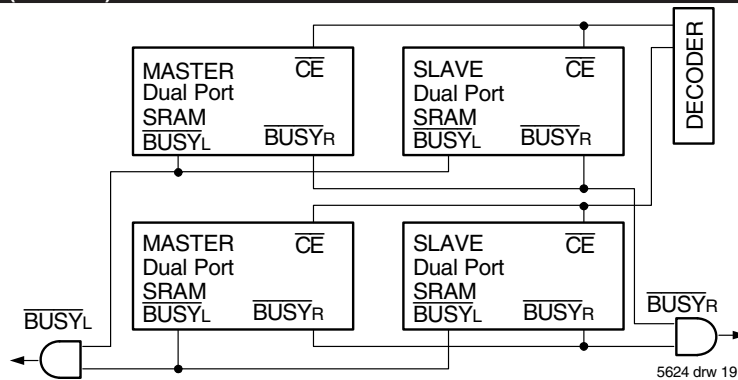 MASTER
Dual Port
SRAM
BUSYL
CE
BUSYR
SLAVE
Dual Port
SRAM
BUSYL
CE
BUSYR
DECODER
MASTER
Dual Port
SRAM
BUSYL
CE
BUSYR
SLAVE
Dual Port
SRAM
BUSYL
CE
BUSYR
BUSYL
BUSYR
5624 drw 19